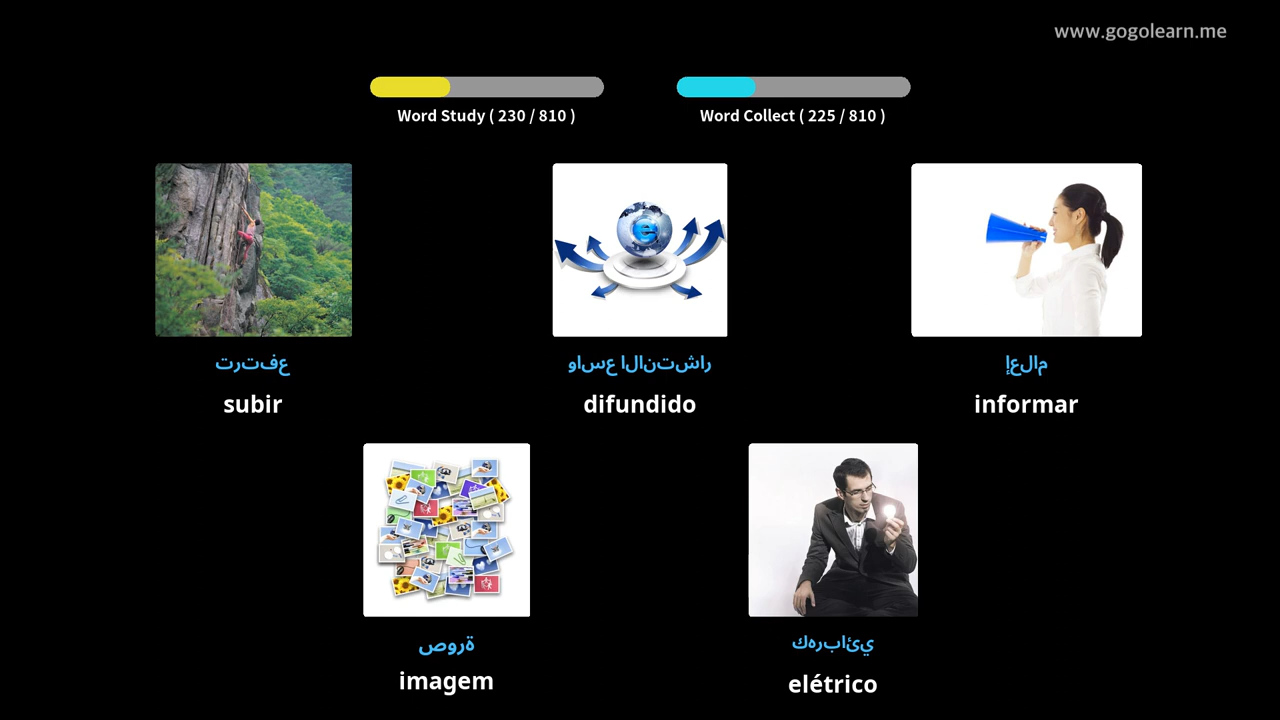 www.gogolearn.me
Word Study ( 230 / 810 )
Word Collect ( 225 / 810 )
ترتفع
واسع الانتشار
إعلام
subir
difundido
informar
صورة
كهربائي
imagem
elétrico